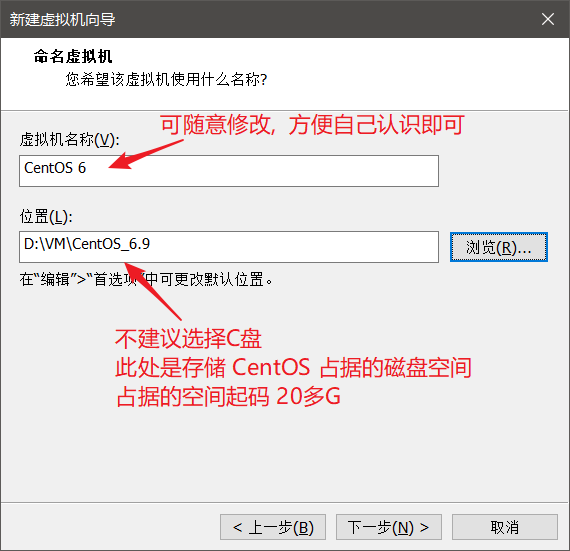 新建虚拟机向导
命名虚拟机
您希望该虚拟机使用什么名称?
可随意修改, 方便自己认识即可
虚拟机名称(V):
CentOS 6
位置(L):
D:\VM\CentOS_6.9
浏览(R)...
在“编辑”>“首选项”中可更改默认位置。
不建议选择C盘
此处是存储 CentOS 占据的磁盘空间
占据的空间起码 20多G
< 上一步(B)
下一步(N) >
取消